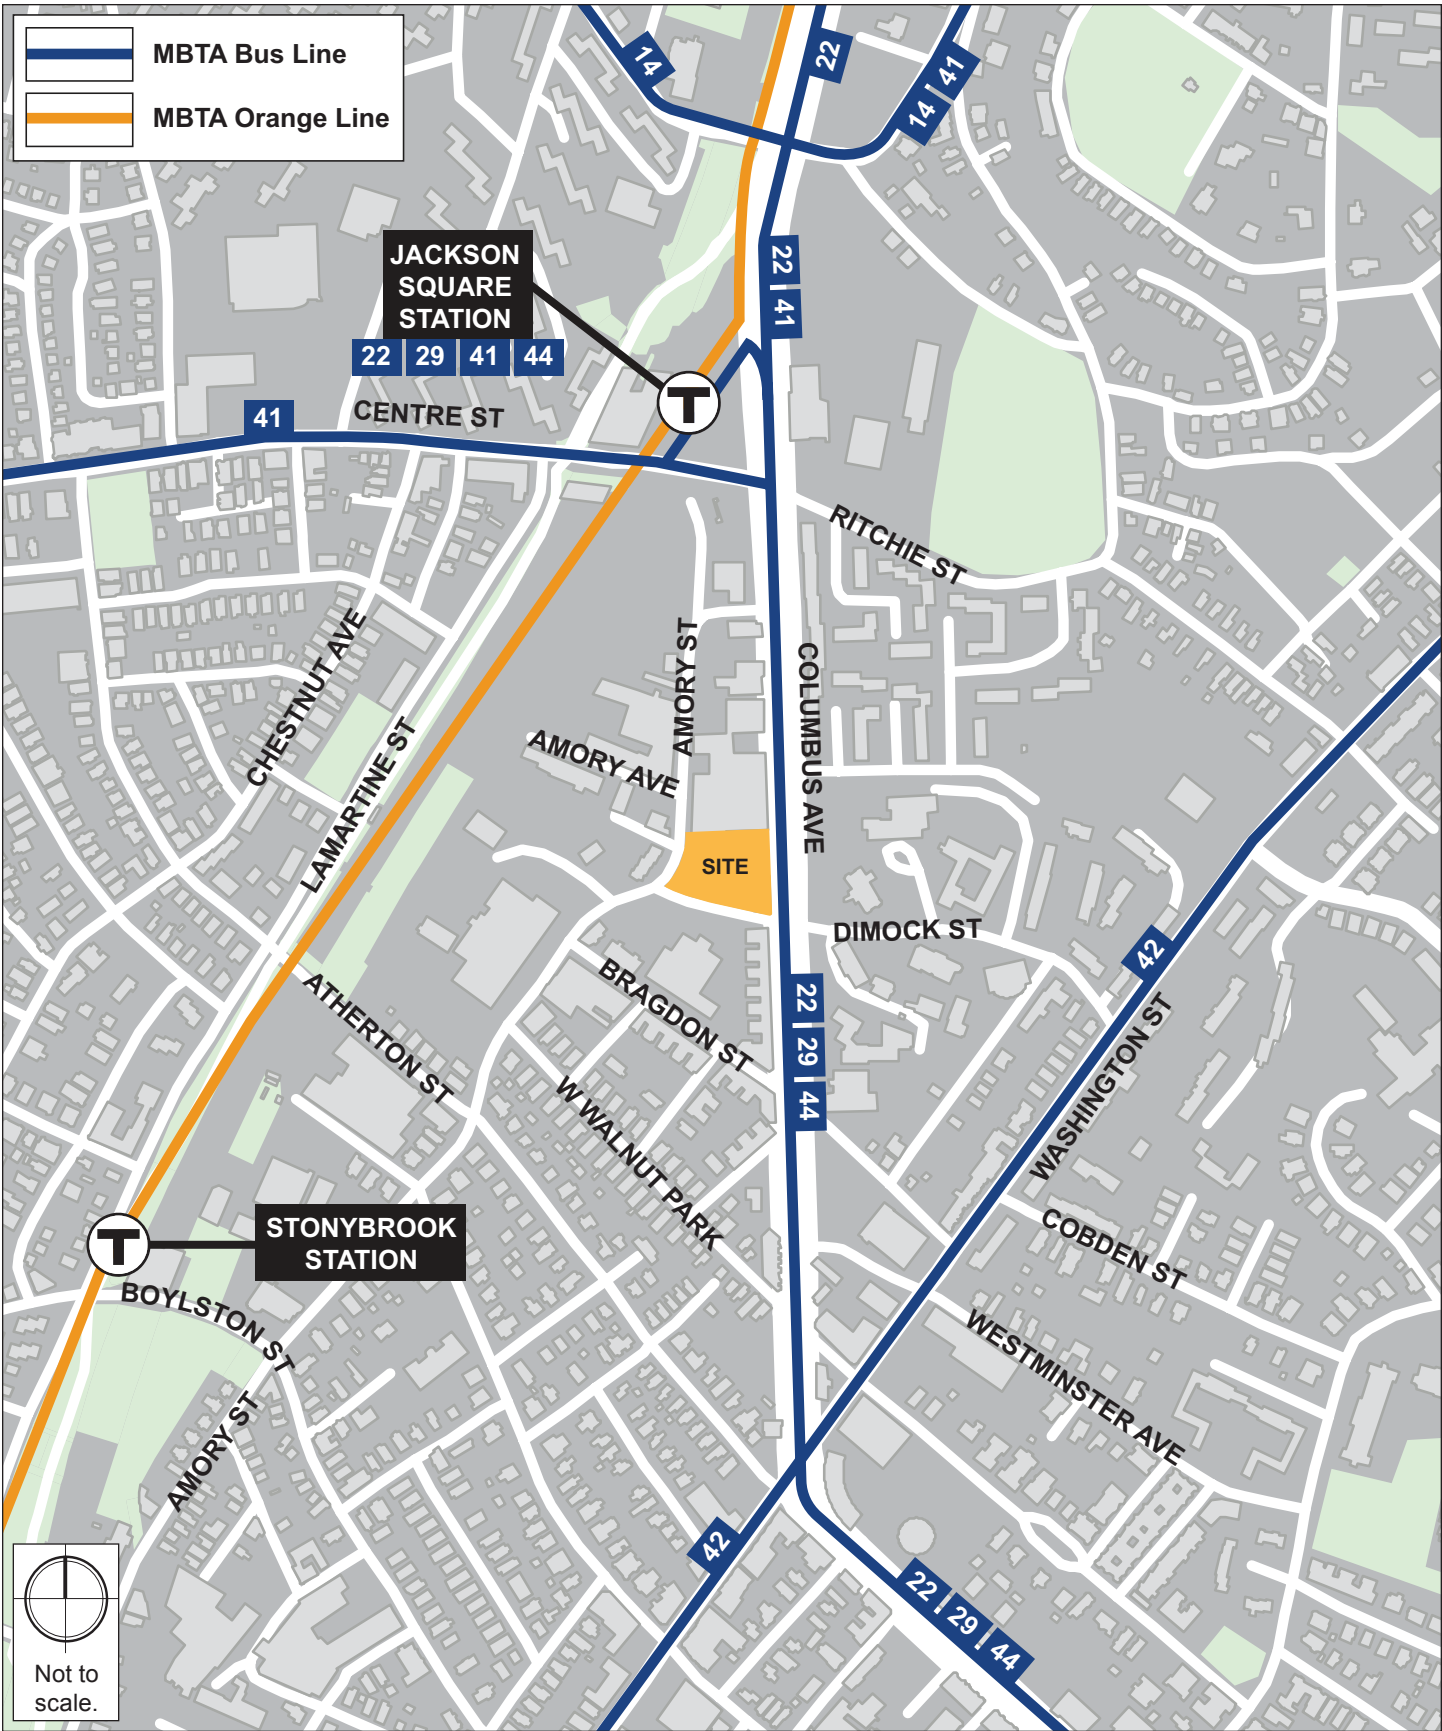 MBTA Bus Line
MBTA Orange Line
14
22
14 41
JACKSON
SQUARE
STATION
22 29 41 44
22 41
T
41
CENTRE ST
RITCHIE ST
CHESTNUT AVE
LAMARTINE ST
AMORY ST
AMORY AVE
COLUMBUS AVE
SITE
DIMOCK ST
42
ATHERTON ST
BRAGDON ST
W WALNUT PARK
22 29 44
WASHINGTON ST
STONYBROOK
STATION
T
BOYLSTON ST
COBDEN ST
WESTMINSTER AVE
AMORY ST
42
22 29 44
Not to
scale.